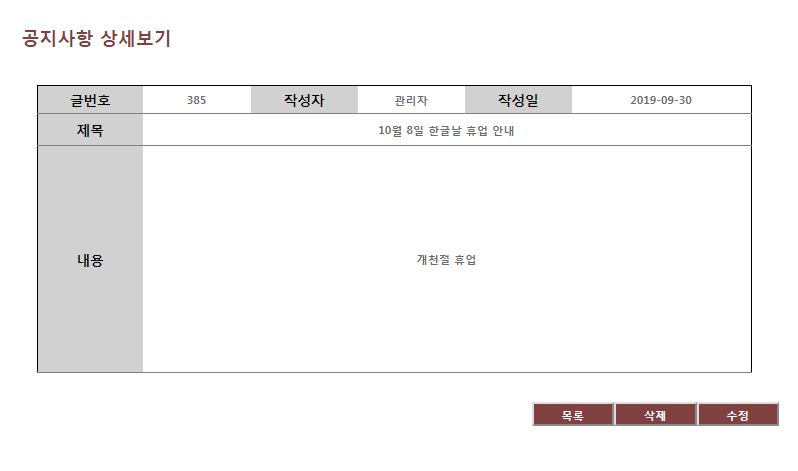 공지사항 상세보기
글번호 385 작성자 관리자 작성일 2019-09-30
제목 10월 8일 한글날 휴업 안내
내용 개천절 휴업
목록 삭제 수정